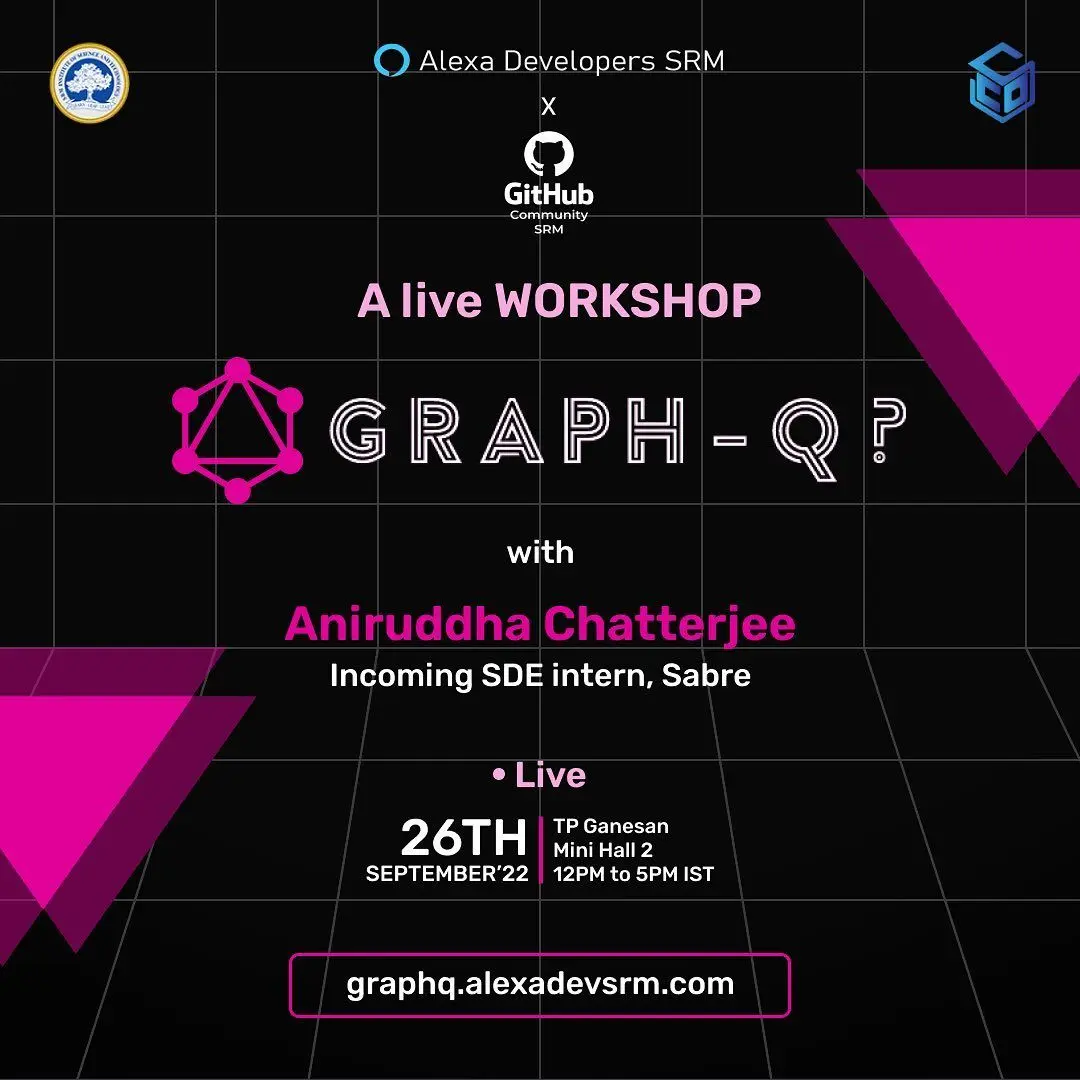 Alexa Developers SRM
X
GitHub
Community
SRM
A live WORKSHOP
GRAPH-Q?
with
Aniruddha Chatterjee
Incoming SDE intern, Sabre
• Live
26TH
SEPTEMBER'22
TP Ganesan
Mini Hall 2
12PM to 5PM IST
graphq.alexadevsrm.com